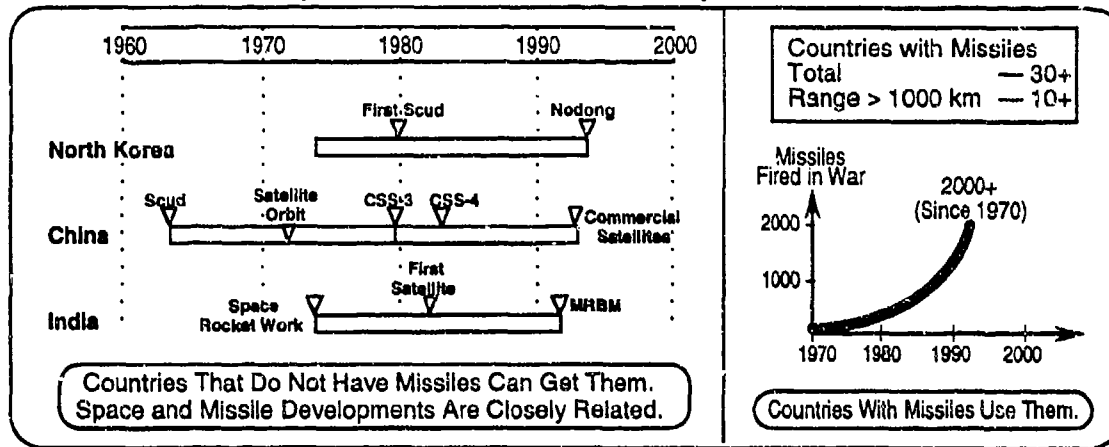 1960 1970 1980 1990 2000
First Scud
Nodong
North Korea
Scud
Satellite
Orbit
CSS-3
CSS-4
China
Commercial
Satellites
First
Satellite
Space
Rocket Work
MRBM
India
Countries That Do Not Have Missiles Can Get Them.
Space and Missile Developments Are Closely Related.
Countries with Missiles
Total — 30+
Range > 1000 km — 10+
Missiles
Fired in War
2000+
(Since 1970)
2000
1000
1970 1980 1990 2000
Countries With Missiles Use Them.